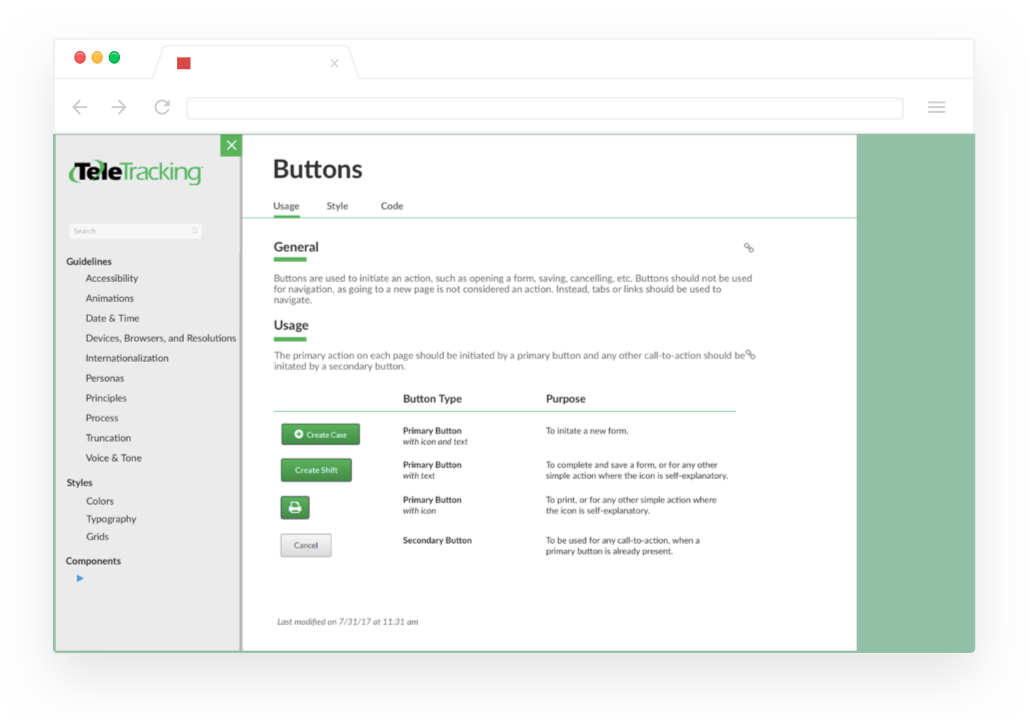 TeleTracking
Search
Guidelines
Accessibility
Animations
Date & Time
Devices, Browsers, and Resolutions
Internationalization
Personas
Principles
Process
Truncation
Voice & Tone
Styles
Colors
Typography
Grids
Components
Buttons
Usage Style Code
General
Buttons are used to initiate an action, such as opening a form, saving, cancelling, etc. Buttons should not be used
for navigation, as going to a new page is not considered an action. Instead, tabs or links should be used to
navigate.
Usage
The primary action on each page should be initiated by a primary button and any other call-to-action should be
initated by a secondary button.
Button Type Purpose
Create Case
Primary Button
with icon and text
To initate a new form.
Create Shift
Primary Button
with text
To complete and save a form, or for any other
simple action where the icon is self-explanatory.
Primary Button
with icon
To print, or for any other simple action where
the icon is self-explanatory.
Cancel
Secondary Button
To be used for any call-to-action, when a
primary button is already present.
Last modified on 7/31/17 at 11:31 am